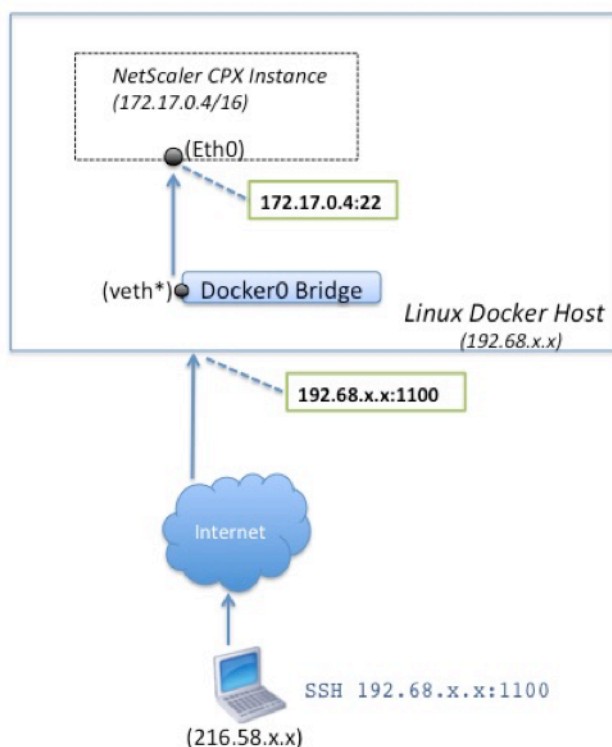 NetScaler CPX Instance
(172.17.0.4/16)
(Eth0)
172.17.0.4:22
(veth*)
Docker0 Bridge
Linux Docker Host
(192.68.x.x)
192.68.x.x:1100
Internet
SSH 192.68.x.x:1100
(216.58.x.x)